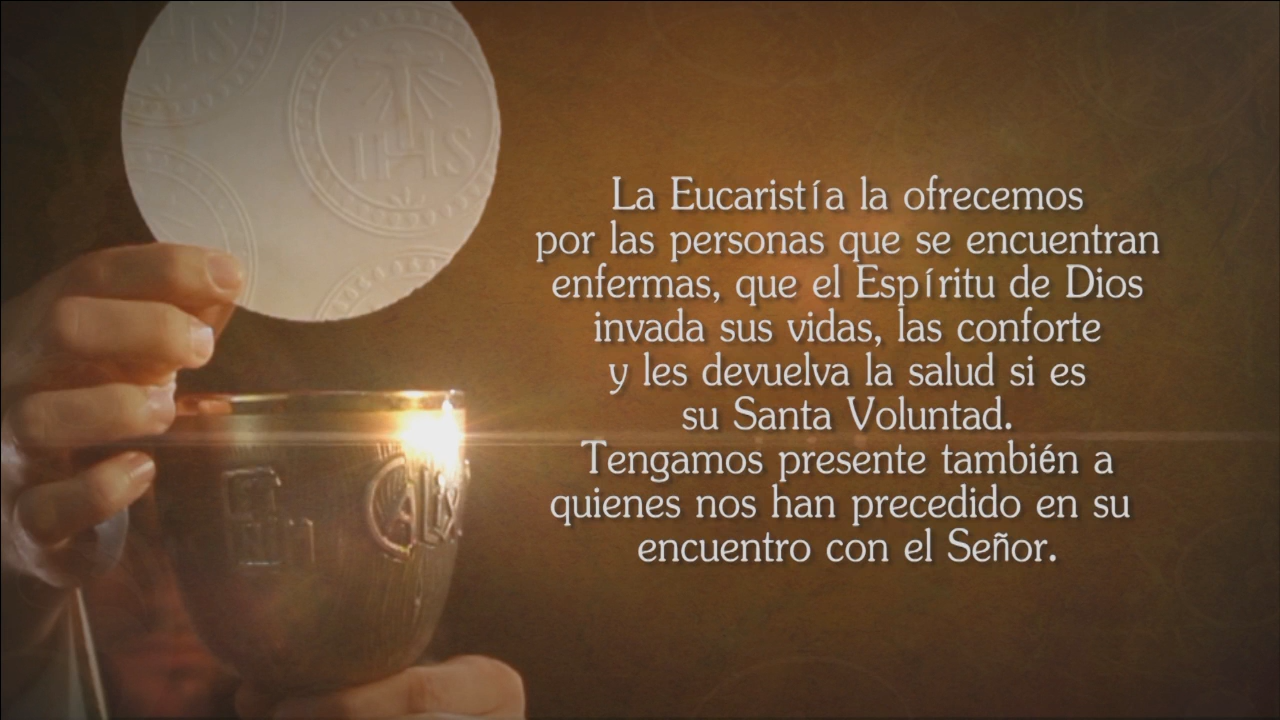 IHS
La Eucaristía la ofrecemos
por las personas que se encuentran
enfermas, que el Espíritu de Dios
invada sus vidas, las conforte
y les devuelva la salud si es
su Santa Voluntad.
Tengamos presente también a
quienes nos han precedido en su
encuentro con el Señor.